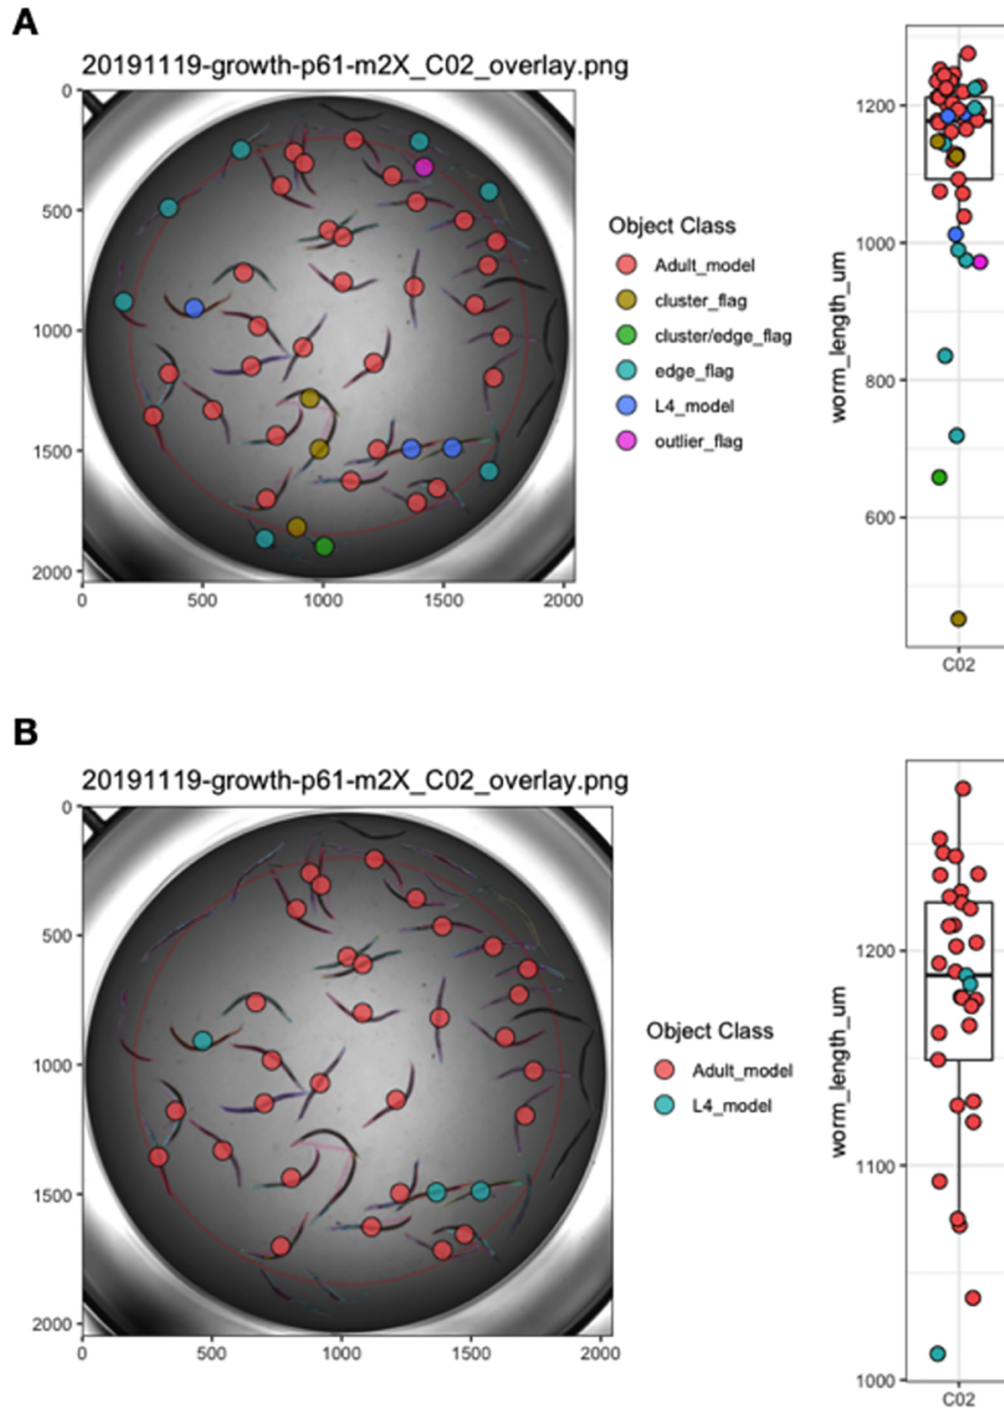 A
20191119-growth-p61-m2X_C02_overlay.png
0
500
1000
1500
2000
0
500
1000
1500
2000
Object Class
Adult_model
cluster_flag
cluster/edge_flag
edge_flag
L4_model
outlier_flag
worm_length_um
1200
1000
800
600
C02
B
20191119-growth-p61-m2X_C02_overlay.png
0
500
1000
1500
2000
0
500
1000
1500
2000
Object Class
Adult_model
L4_model
worm_length_um
1200
1100
1000
C02